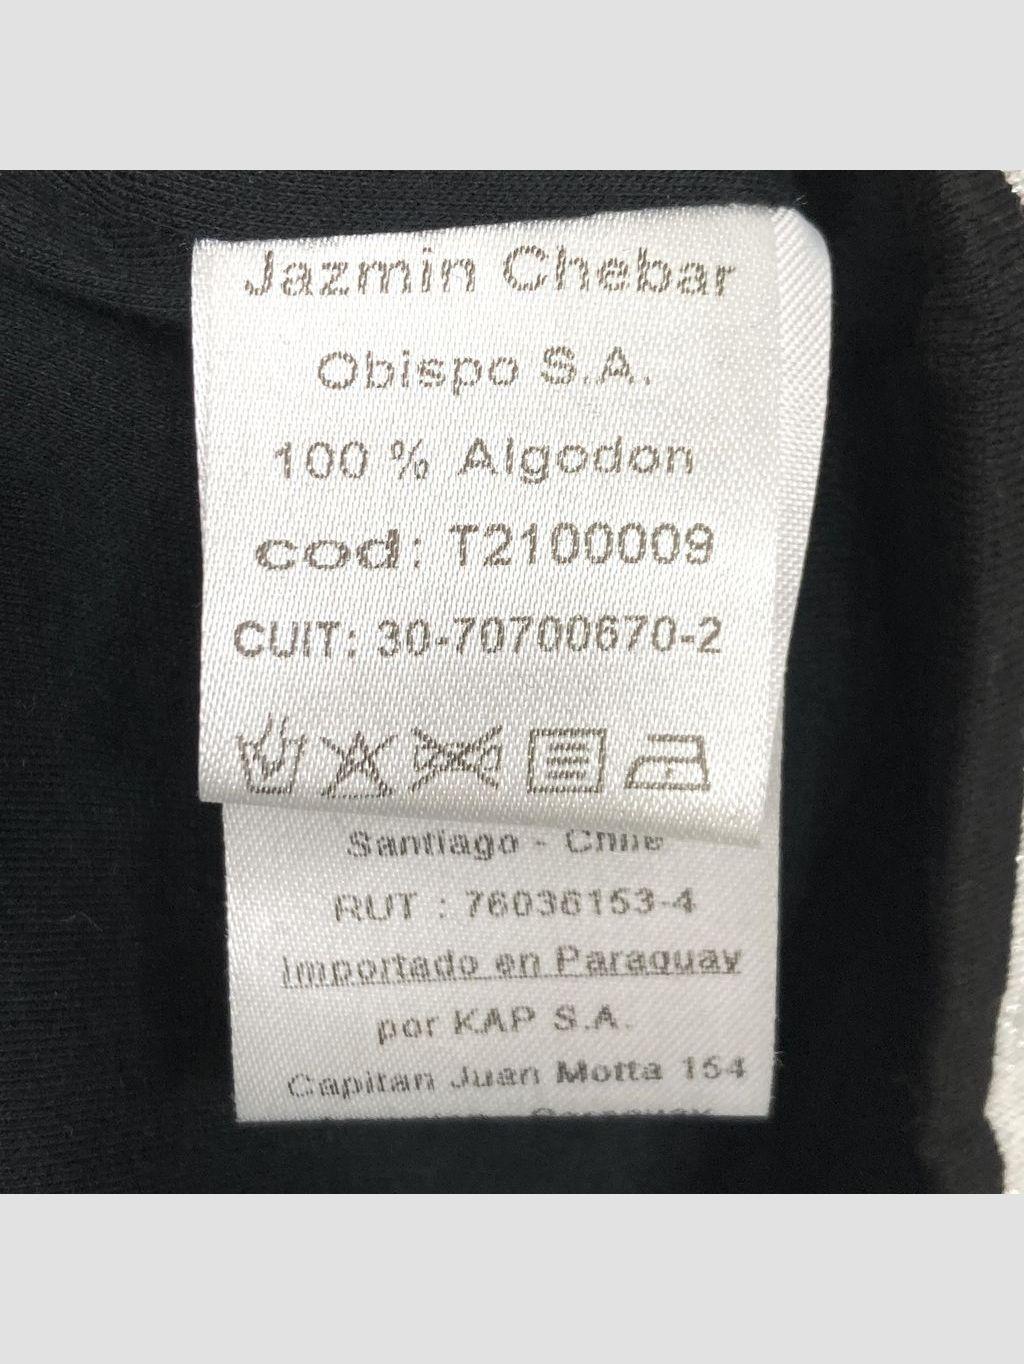 Jazmin Chebar
Obispo S.A.
100 % Algodon
cod: T2100009
CUIT: 30-70700670-2
Santiago - Chile
RUT : 76036153-4
Importado en Paraguay
por KAP S.A.
Capitan Juan Motta 154
Paraguay